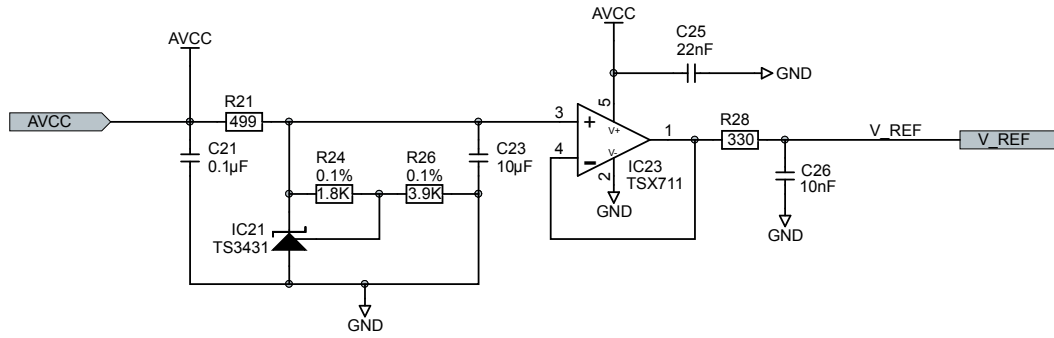 AVCC
C25
22nF
GND
AVCC
R21
499
AVCC
C21
0.1µF
R24
0.1%
1.8K
R26
0.1%
3.9K
C23
10µF
IC21
TS3431
GND
3
4
5
V+
V-
2
1
IC23
TSX711
GND
R28
330
V_REF
V_REF
C26
10nF
GND